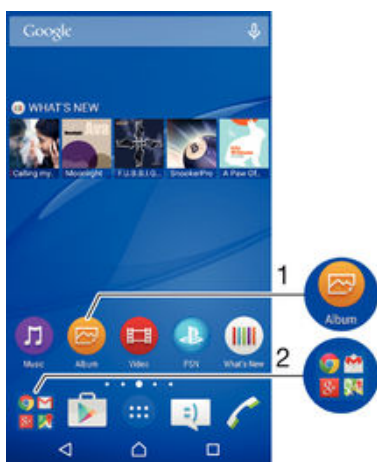 Google
WHAT'S NEW
Calling my.
Moonlight
F.U.B.B.I.G...
SnookerPro
A Paw Of..
1
Album
Music
Album
Video
PSN
What's New
2